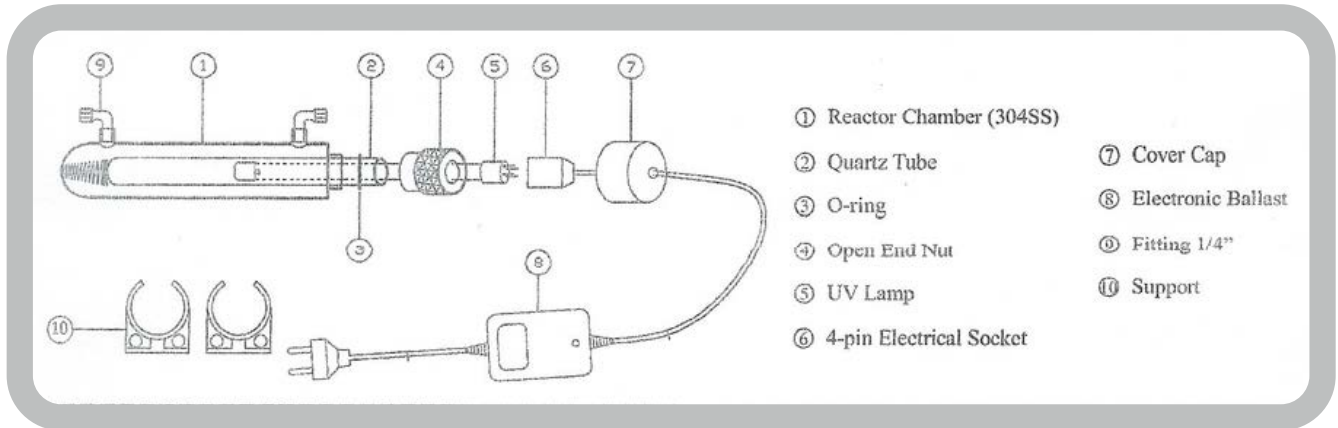 ⑨ ① ② ④ ⑤ ⑥ ⑦
③
⑧
⑩
① Reactor Chamber (304SS)
② Quartz Tube
③ O-ring
④ Open End Nut
⑤ UV Lamp
⑥ 4-pin Electrical Socket
⑦ Cover Cap
⑧ Electronic Ballast
⑨ Fitting 1/4"
⑩ Support